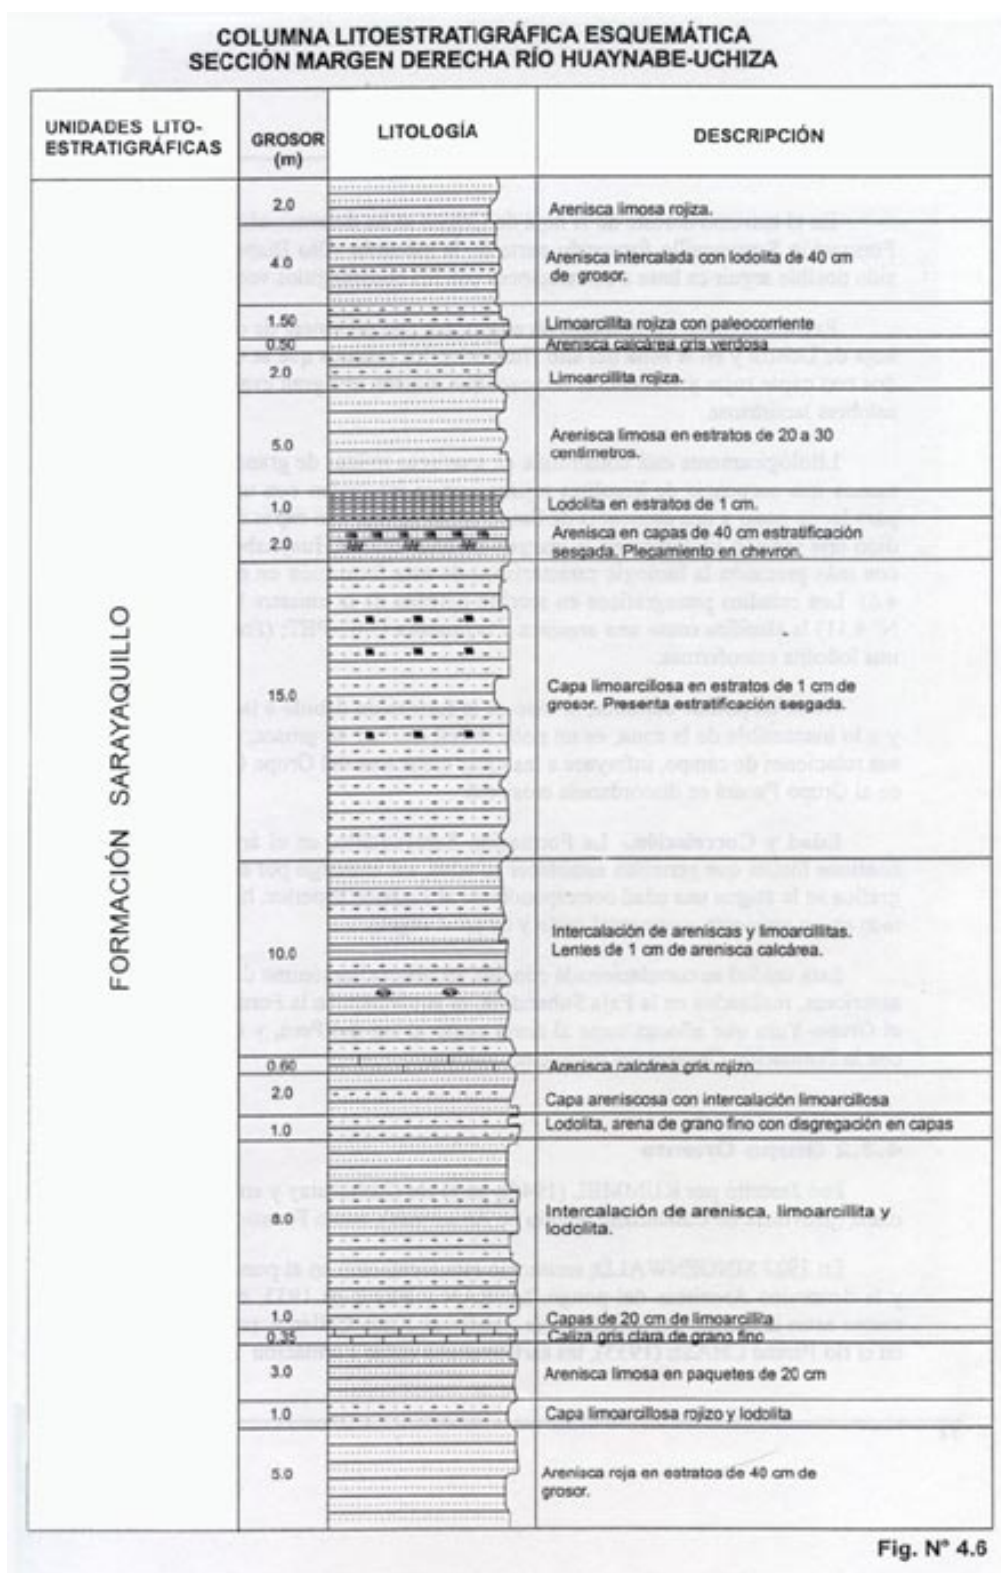 COLUMNA LITOESTRATIGRÁFICA ESQUEMÁTICA
SECCIÓN MARGEN DERECHA RÍO HUAYNABE-UCHIZA
UNIDADES LITO-
ESTRATIGRÁFICAS
GROSOR
(m)
LITOLOGÍA
DESCRIPCIÓN
FORMACIÓN SARAYAQUILLO
2.0
Arenisca limosa rojiza.
4.0
Arenisca intercalada con lodolita de 40 cm
de grosor.
1.50
Limoarcillita rojiza con paleocorriente
0.50
Arenisca calcárea gris verdosa
2.0
Limoarcillita rojiza.
5.0
Arenisca limosa en estratos de 20 a 30
centimetros.
1.0
Lodolita en estratos de 1 cm.
2.0
Arenisca en capas de 40 cm estratificación
sesgada. Plecamiento en chevron.
15.0
Capa limoarcillosa en estratos de 1 cm de
grosor. Presenta estratificación sesgada.
10.0
Intercalación de areniscas y limoarcillitas.
Lentes de 1 cm de arenisca calcárea.
0.60
Arenisca calcárea gris rojizo
2.0
Capa areniscosa con intercalación limoarcillosa
1.0
Lodolita, arena de grano fino con disgregación en capas
8.0
Intercalación de arenisca, limoarcillita y
lodolita.
1.0
Capas de 20 cm de limoarcillita
0.35
Caliza gris clara de grano fino
3.0
Arenisca limosa en paquetes de 20 cm
1.0
Capa limoarcillosa rojizo y lodolita
5.0
Arenisca roja en estratos de 40 cm de
grosor.
Fig. N° 4.6